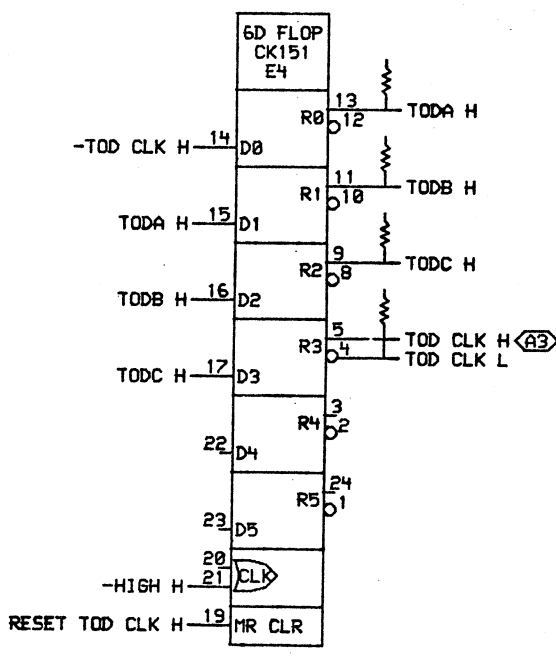 6D FLOP
CK151
E4
13 TODA H
R0 12
-TOD CLK H 14 D0
11 TODB H
R1 10
TODA H 15 D1
9 TODC H
R2 8
TODB H 16 D2
5 TOD CLK H A3
R3 4 TOD CLK L
TODC H 17 D3
3
R4 2
22 D4
24
R5 1
23 D5
20
-HIGH H 21 CLK
RESET TOD CLK H 19 MR CLR